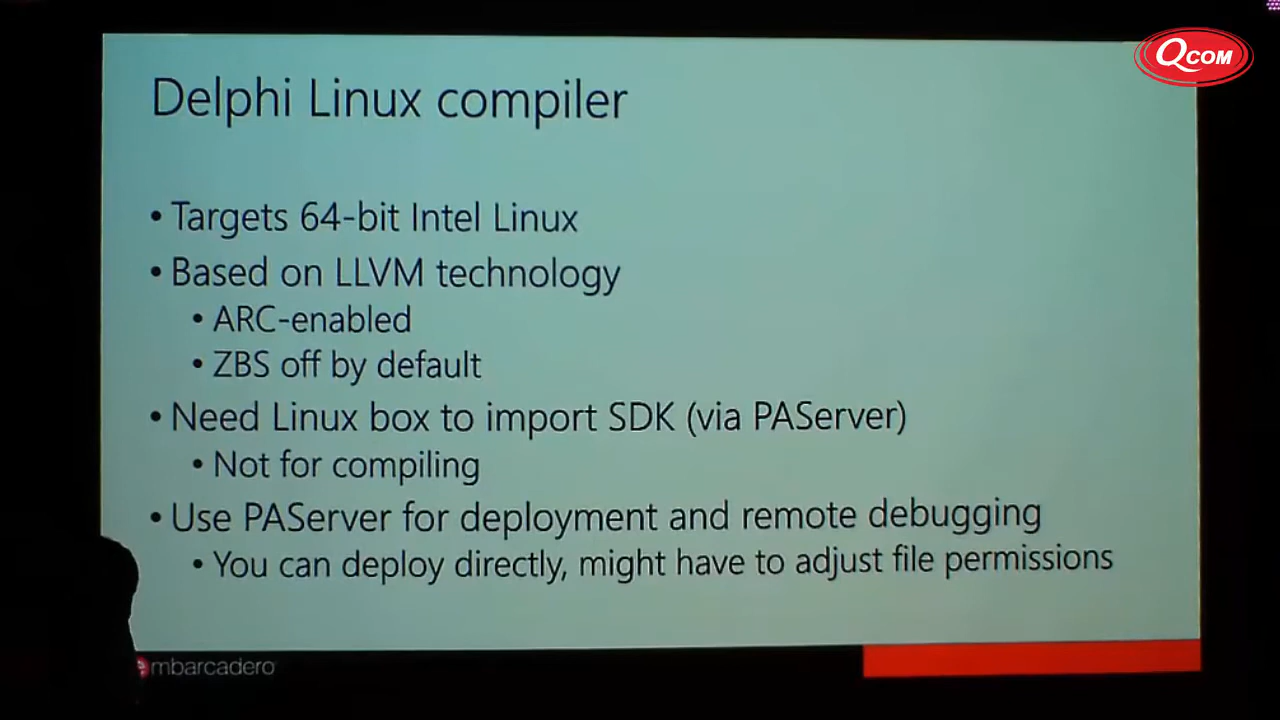 QCOM
Delphi Linux compiler
• Targets 64-bit Intel Linux
• Based on LLVM technology
• ARC-enabled
• ZBS off by default
• Need Linux box to import SDK (via PAServer)
• Not for compiling
• Use PAServer for deployment and remote debugging
• You can deploy directly, might have to adjust file permissions
embarcadero